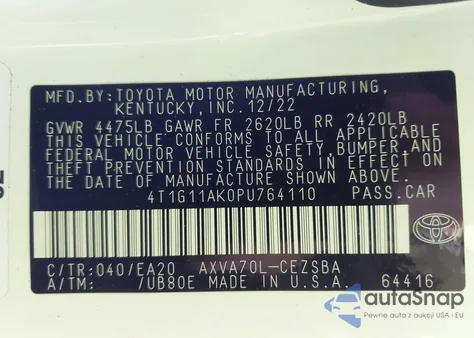 MFD.BY: TOYOTA MOTOR MANUFACTURING,
KENTUCKY, INC. 12/22
GVWR 4475LB GAWR FR 2620LB RR 2420LB
THIS VEHICLE CONFORMS TO ALL APPLICABLE
FEDERAL MOTOR VEHICLE SAFETY, BUMPER, AND
THEFT PREVENTION STANDARDS IN EFFECT ON
THE DATE OF MANUFACTURE SHOWN ABOVE.
4T1G11AK0PU764110 PASS.CAR
C/TR: 040/EA20 AXVA70L-CEZSBA
A/TM: /UB80E MADE IN U.S.A. 64416
TOYOTA
autoSnap
Pewne auta z USA i EU